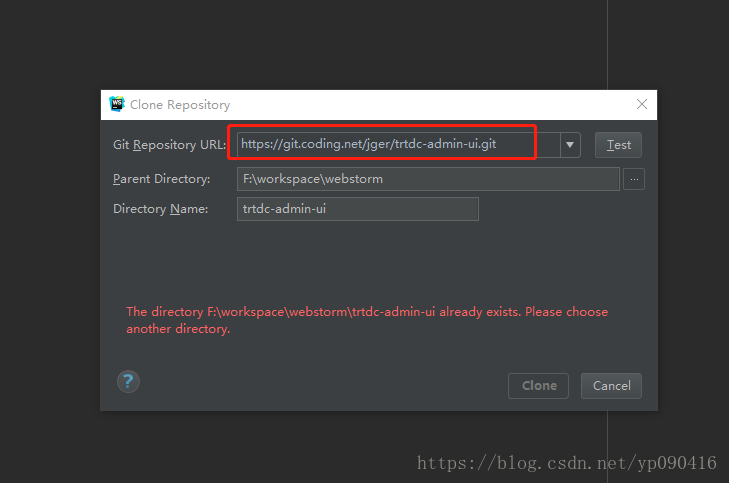 WS
Clone Repository
Git Repository URL: https://git.coding.net/jger/trtdc-admin-ui.git Test
Parent Directory: F:\workspace\webstorm ...
Directory Name: trtdc-admin-ui
The directory F:\workspace\webstorm\trtdc-admin-ui already exists. Please choose
another directory.
? Clone Cancel
https://blog.csdn.net/yp090416